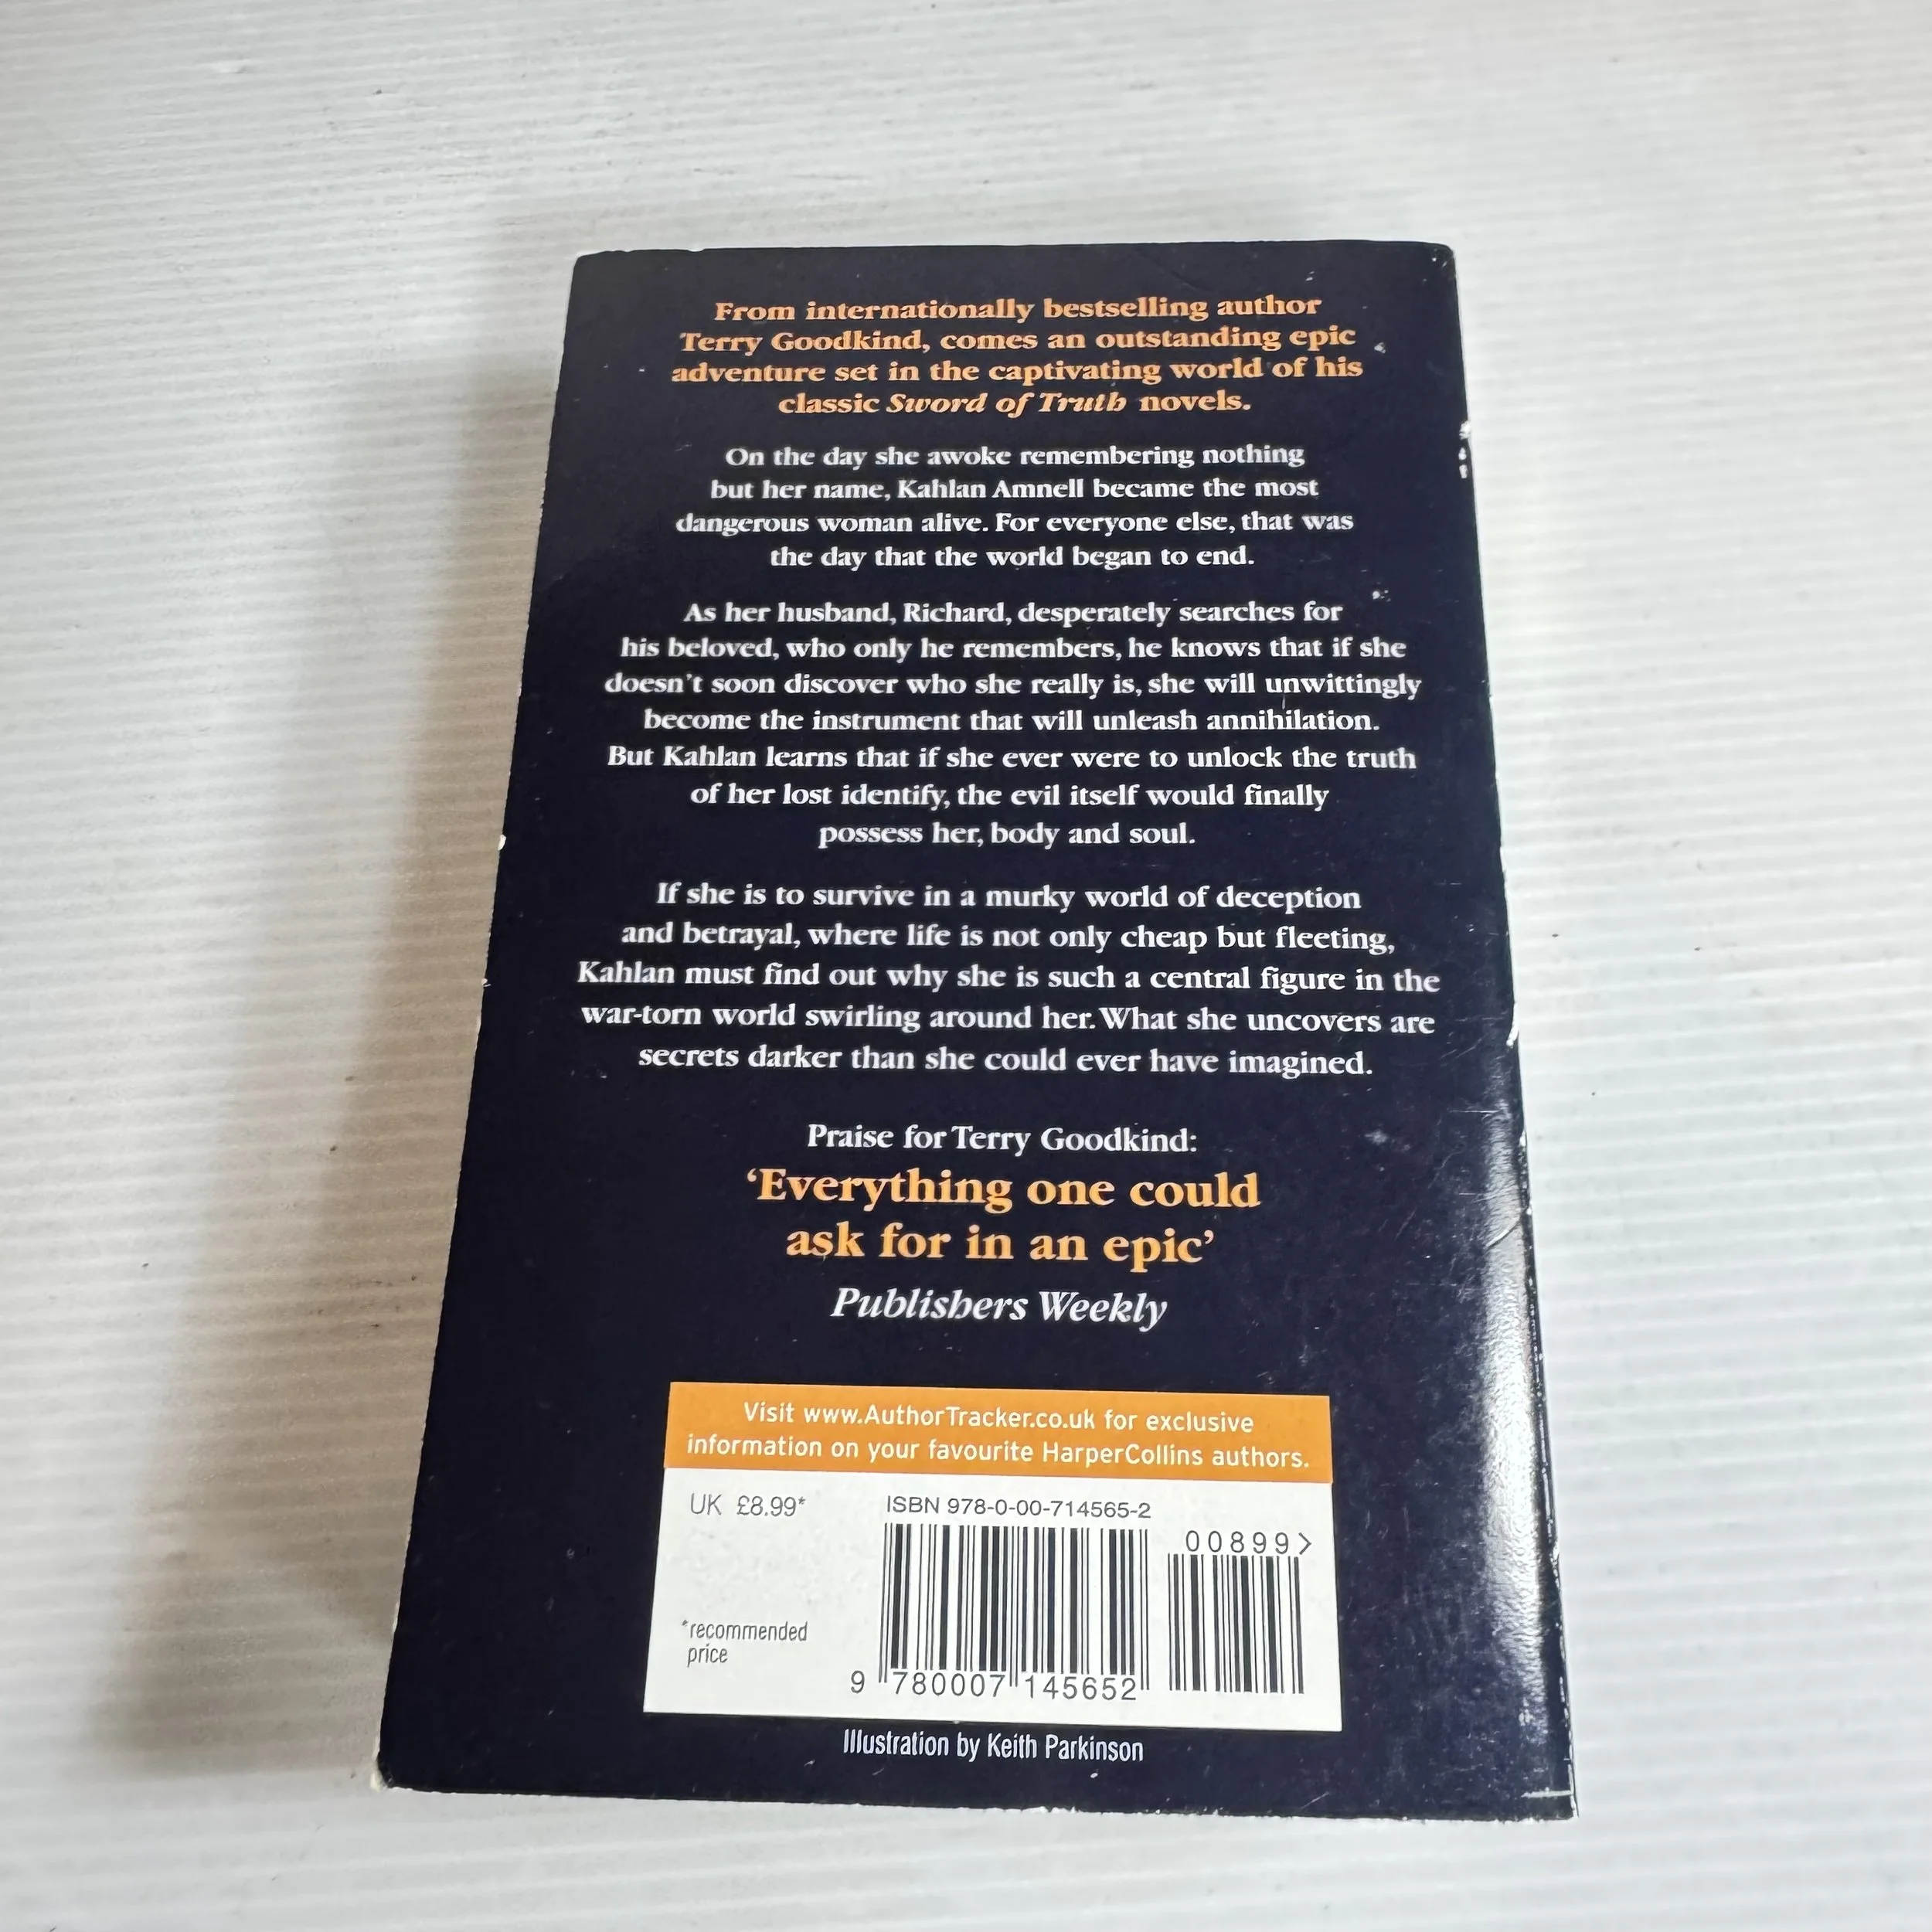 From internationally bestselling author
Terry Goodkind, comes an outstanding epic
adventure set in the captivating world of his
classic Sword of Truth novels.
On the day she awoke remembering nothing
but her name, Kahlan Amnell became the most
dangerous woman alive. For everyone else, that was
the day that the world began to end.
As her husband, Richard, desperately searches for
his beloved, who only he remembers, he knows that if she
doesn't soon discover who she really is, she will unwittingly
become the instrument that will unleash annihilation.
But Kahlan learns that if she ever were to unlock the truth
of her lost identify, the evil itself would finally
possess her, body and soul.
If she is to survive in a murky world of deception
and betrayal, where life is not only cheap but fleeting,
Kahlan must find out why she is such a central figure in the
war-torn world swirling around her. What she uncovers are
secrets darker than she could ever have imagined.
Praise for Terry Goodkind:
‘Everything one could
ask for in an epic’
Publishers Weekly
Visit www.AuthorTracker.co.uk for exclusive
information on your favourite HarperCollins authors.
UK £8.99*
ISBN 978-0-00-714565-2
00899>
*recommended
price
9 780007 145652
Illustration by Keith Parkinson